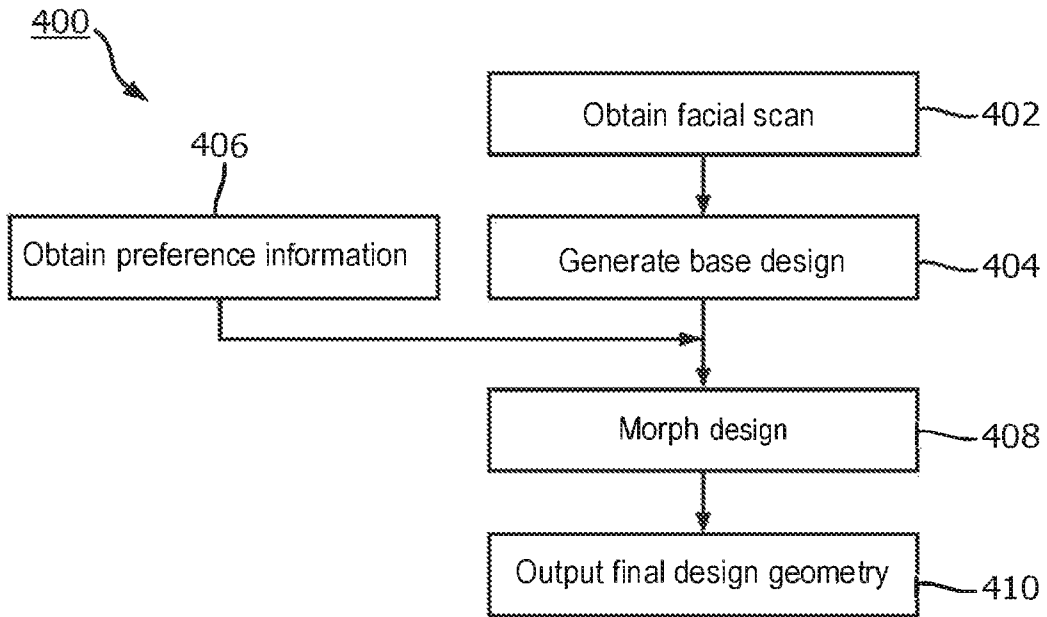 400
Obtain facial scan
402
406
Obtain preference information
Generate base design
404
Morph design
408
Output final design geometry
410